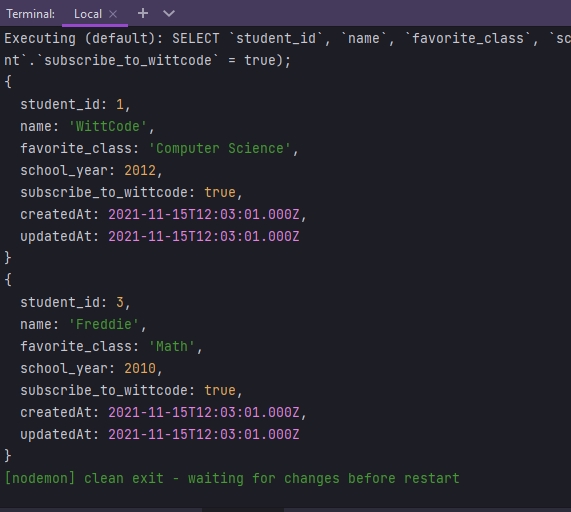 Terminal: Local × +
Executing (default): SELECT `student_id`, `name`, `favorite_class`, `sc
nt`.`subscribe_to_wittcode` = true);
{
  student_id: 1,
  name: 'WittCode',
  favorite_class: 'Computer Science',
  school_year: 2012,
  subscribe_to_wittcode: true,
  createdAt: 2021-11-15T12:03:01.000Z,
  updatedAt: 2021-11-15T12:03:01.000Z
}
{
  student_id: 3,
  name: 'Freddie',
  favorite_class: 'Math',
  school_year: 2010,
  subscribe_to_wittcode: true,
  createdAt: 2021-11-15T12:03:01.000Z,
  updatedAt: 2021-11-15T12:03:01.000Z
}
[nodemon] clean exit - waiting for changes before restart